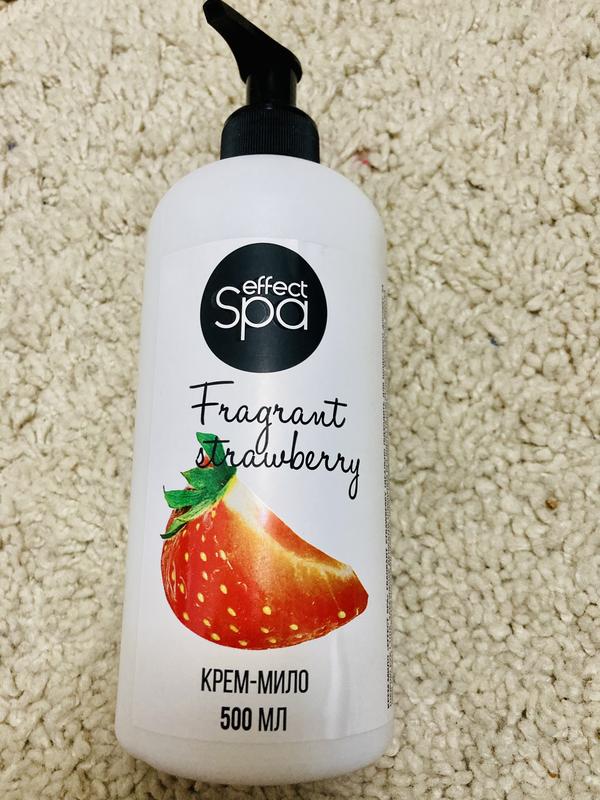 effect
Spa
Fragrant
strawberry
КРЕМ-МИЛО
500 МЛ